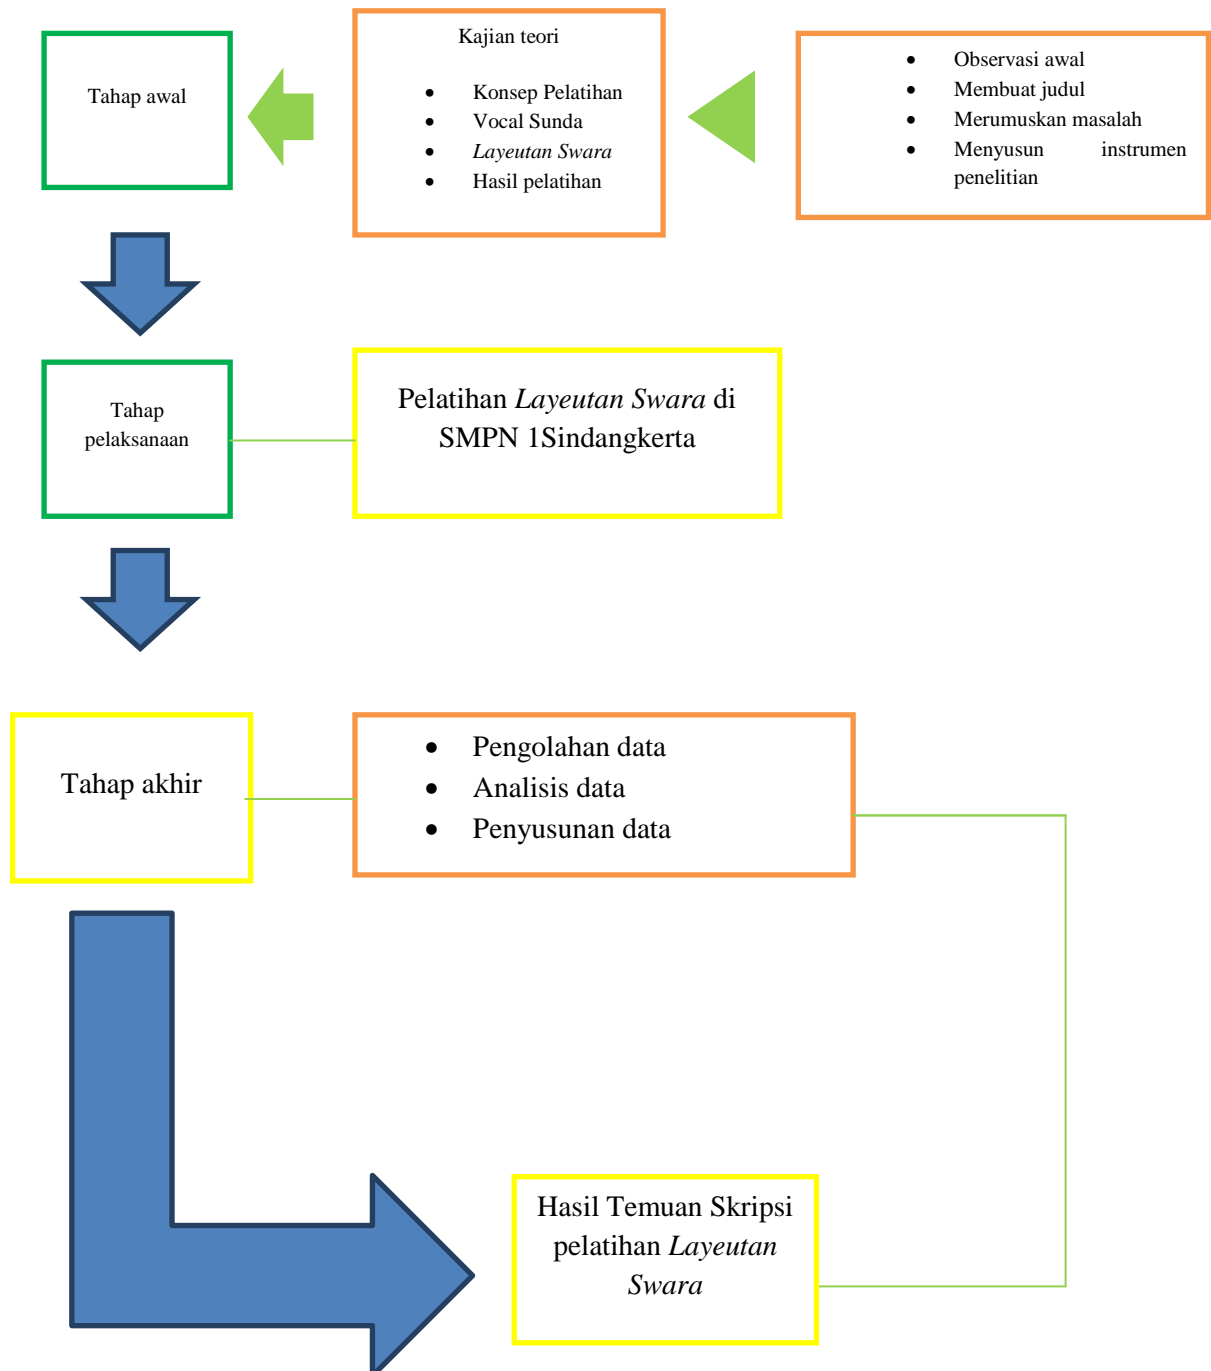 Tahap awal
Kajian teori
• Konsep Pelatihan
• Vocal Sunda
• Layeutan Swara
• Hasil pelatihan
• Observasi awal
• Membuat judul
• Merumuskan masalah
• Menyusun instrumen
penelitian
Tahap
pelaksanaan
Pelatihan Layeutan Swara di
SMPN 1Sindangkerta
Tahap akhir
• Pengolahan data
• Analisis data
• Penyusunan data
Hasil Temuan Skripsi
pelatihan Layeutan
Swara